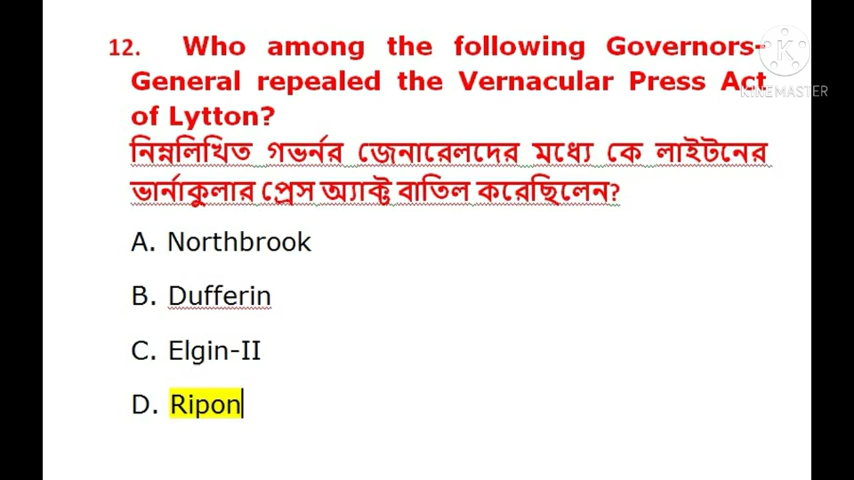 12. Who among the following Governors-
General repealed the Vernacular Press Act
of Lytton?
নিম্নলিখিত গভর্নর জেনারেলদের মধ্যে কে লাইটনের
ভার্নাকুলার প্রেস অ্যাক্ট বাতিল করেছিলেন?
A. Northbrook
B. Dufferin
C. Elgin-II
D. Ripon
K
KINEMASTER